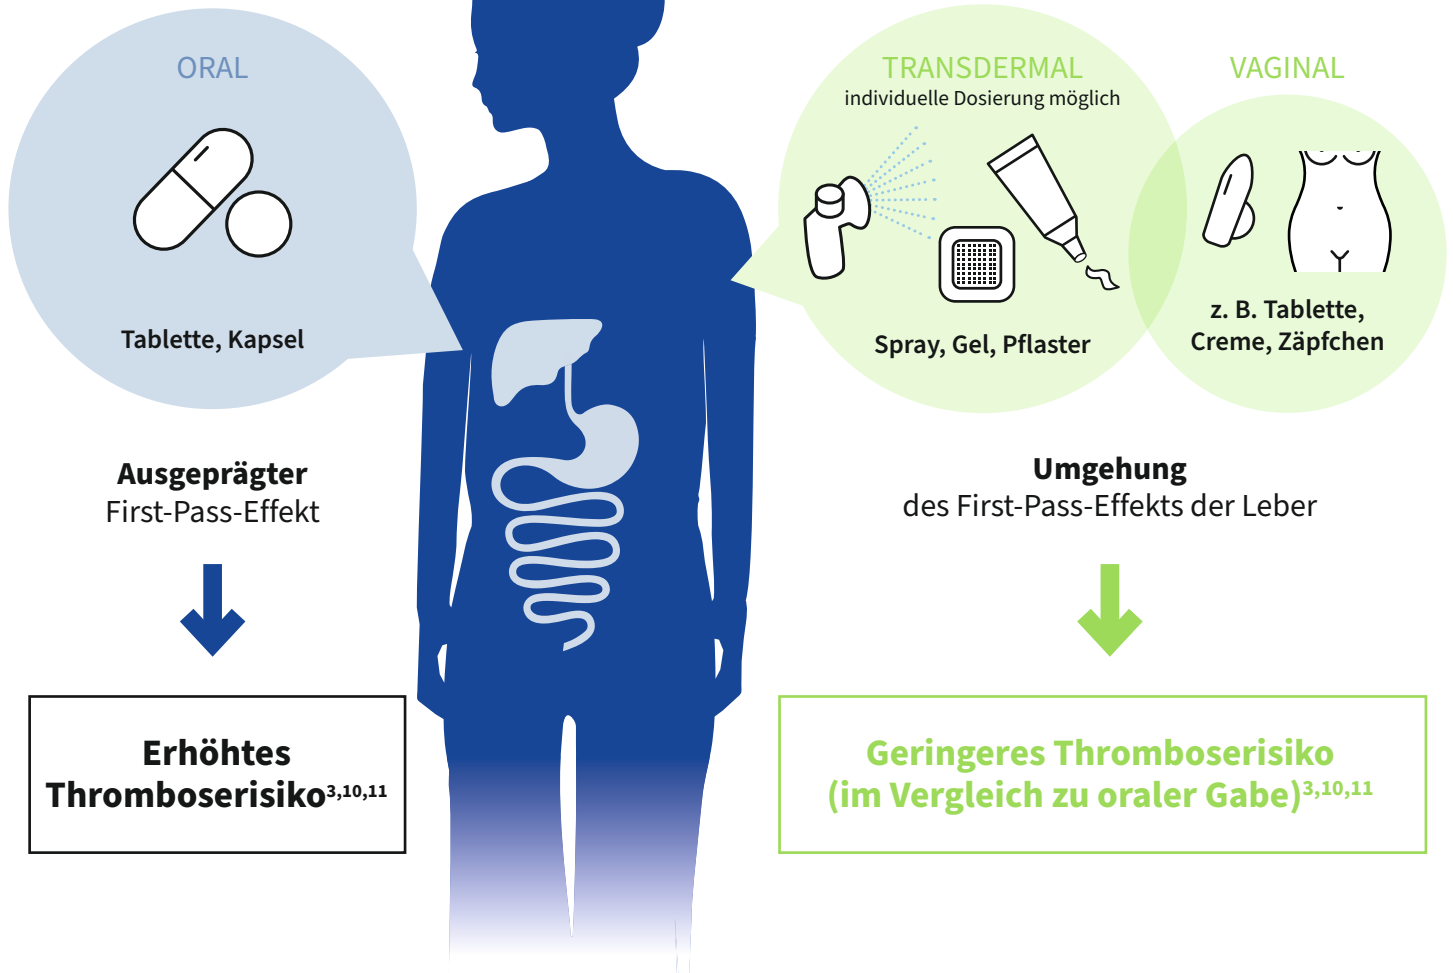 ORAL
Tablette, Kapsel
Ausgeprägter
First-Pass-Effekt
Erhöhtes
Thromboserisiko3,10,11
TRANSDERMAL
individuelle Dosierung möglich
Spray, Gel, Pflaster
VAGINAL
z. B. Tablette,
Creme, Zäpfchen
Umgehung
des First-Pass-Effekts der Leber
Geringeres Thromboserisiko
(im Vergleich zu oraler Gabe)3,10,11